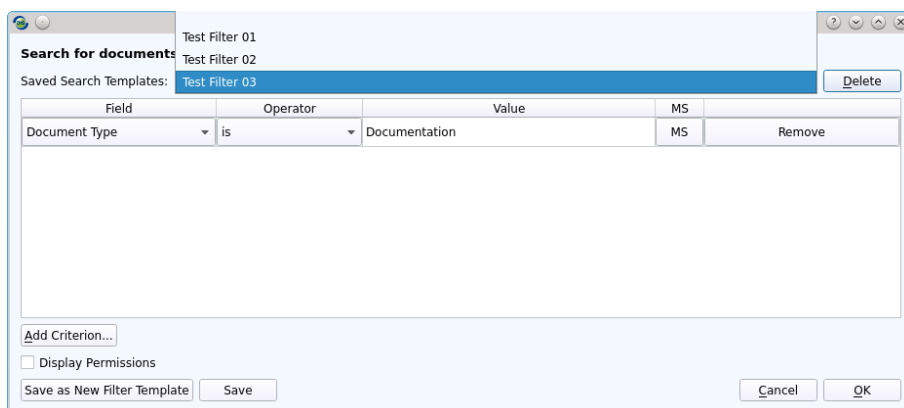 Test Filter 01
Search for documents
Test Filter 02
Saved Search Templates: Test Filter 03 Delete
Field Operator Value MS
Document Type is Documentation MS Remove
Add Criterion...
Display Permissions
Save as New Filter Template Save Cancel OK